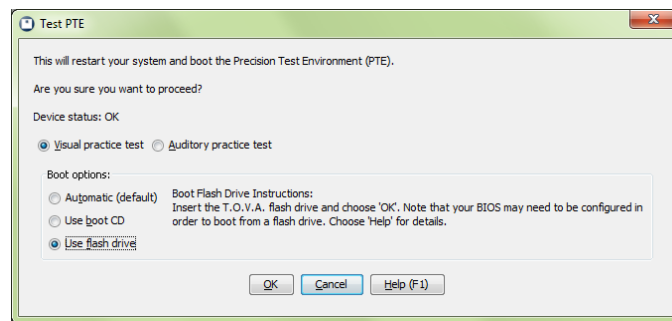 Test PTE
This will restart your system and boot the Precision Test Environment (PTE).
Are you sure you want to proceed?
Device status: OK
Visual practice test Auditory practice test
Boot options:
Automatic (default)
Use boot CD
Use flash drive
Boot Flash Drive Instructions:
Insert the T.O.V.A. flash drive and choose 'OK'. Note that your BIOS may need to be configured in
order to boot from a flash drive. Choose 'Help' for details.
OK Cancel Help (F1)